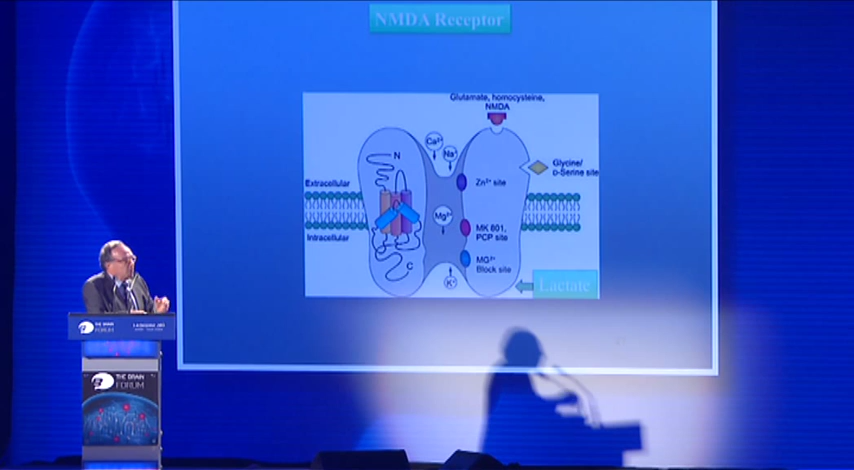 NMDA Receptor
Glutamate, homocysteine,
NMDA
Ca²⁺
Na⁺
N
Glycine/
D-Serine site
Zn²⁺ site
Extracellular
Mg²⁺
MK 801,
PCP site
Intracellular
MG²⁺
Block site
C
K⁺
Lactate
THE BRAIN
FORUM
THE BRAIN
FORUM